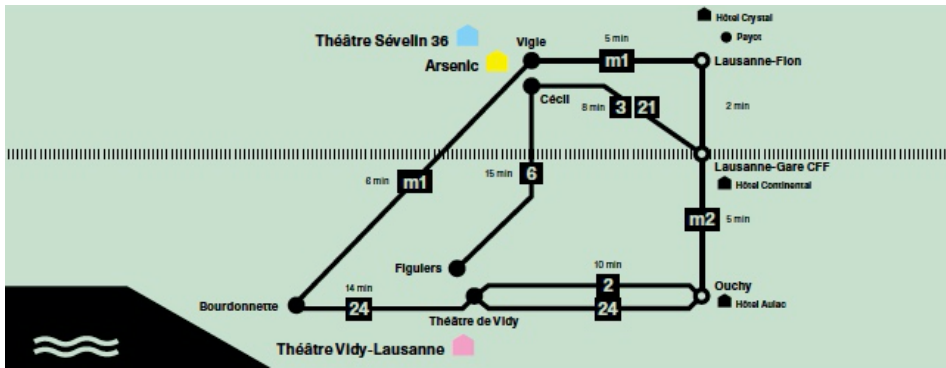 Hôtel Crystal
Payot
Théâtre Sévelin 36
Vigie
5 min
m1
Lausanne-Flon
Arsenic
Cécil
8 min
3
21
2 min
Lausanne-Gare CFF
Hôtel Continental
6 min
m1
15 min
6
m2
5 min
Figuiers
10 min
2
Ouchy
Hôtel Aulac
14 min
Bourdonnette
24
24
Théâtre de Vidy
Théâtre Vidy-Lausanne